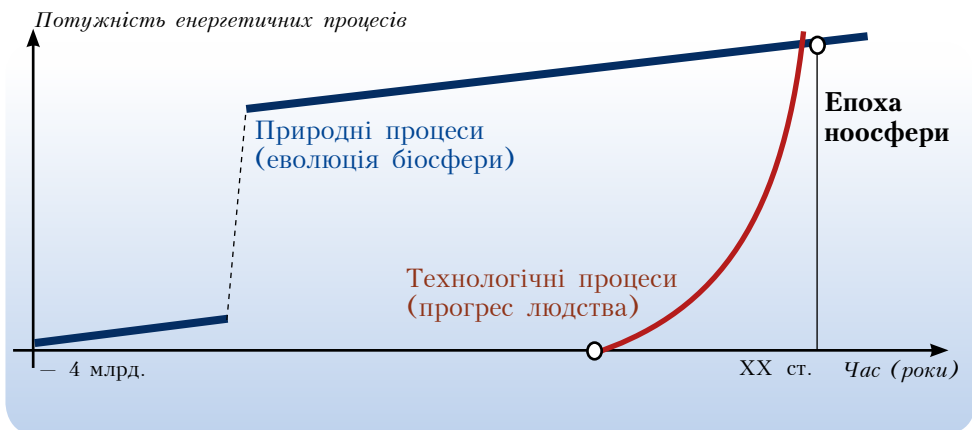 Потужність енергетичних процесів
Епоха
ноосфери
Природні процеси
(еволюція біосфери)
Технологічні процеси
(прогрес людства)
— 4 млрд.
XX ст.
Час (роки)